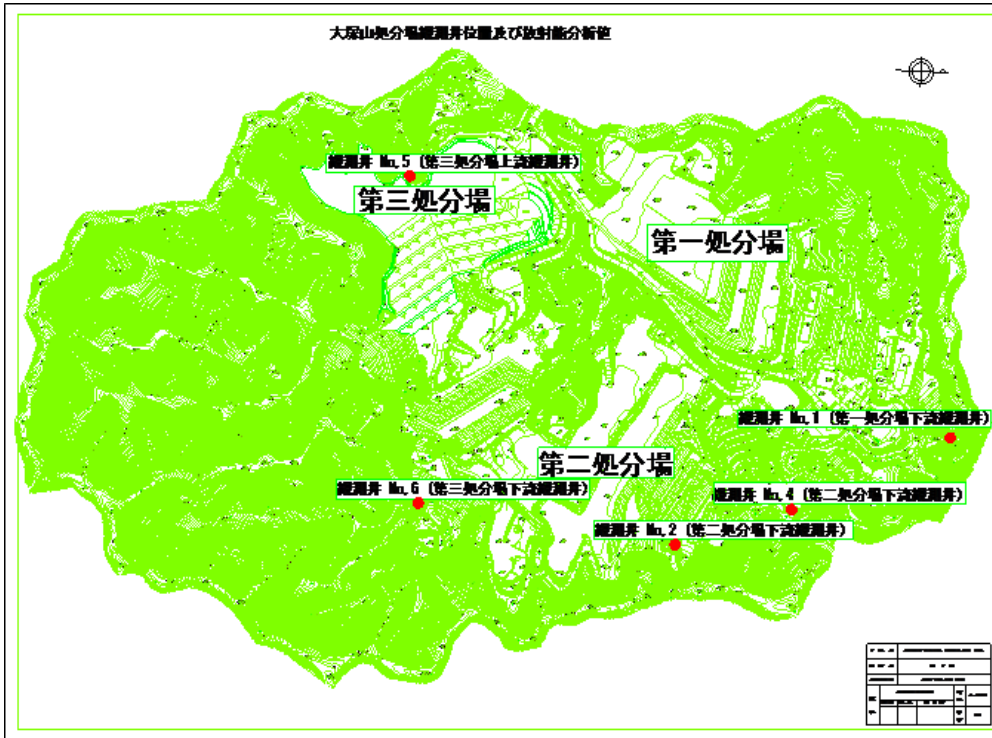 大塚山処分場観測井位置及び放射能分析値
観測井 No.5 (第三処分場上流観測井)
第三処分場
第一処分場
観測井 No.1 (第一処分場下流観測井)
第二処分場
観測井 No.6 (第三処分場下流観測井)
観測井 No.4 (第二処分場下流観測井)
観測井 No.2 (第二処分場下流観測井)